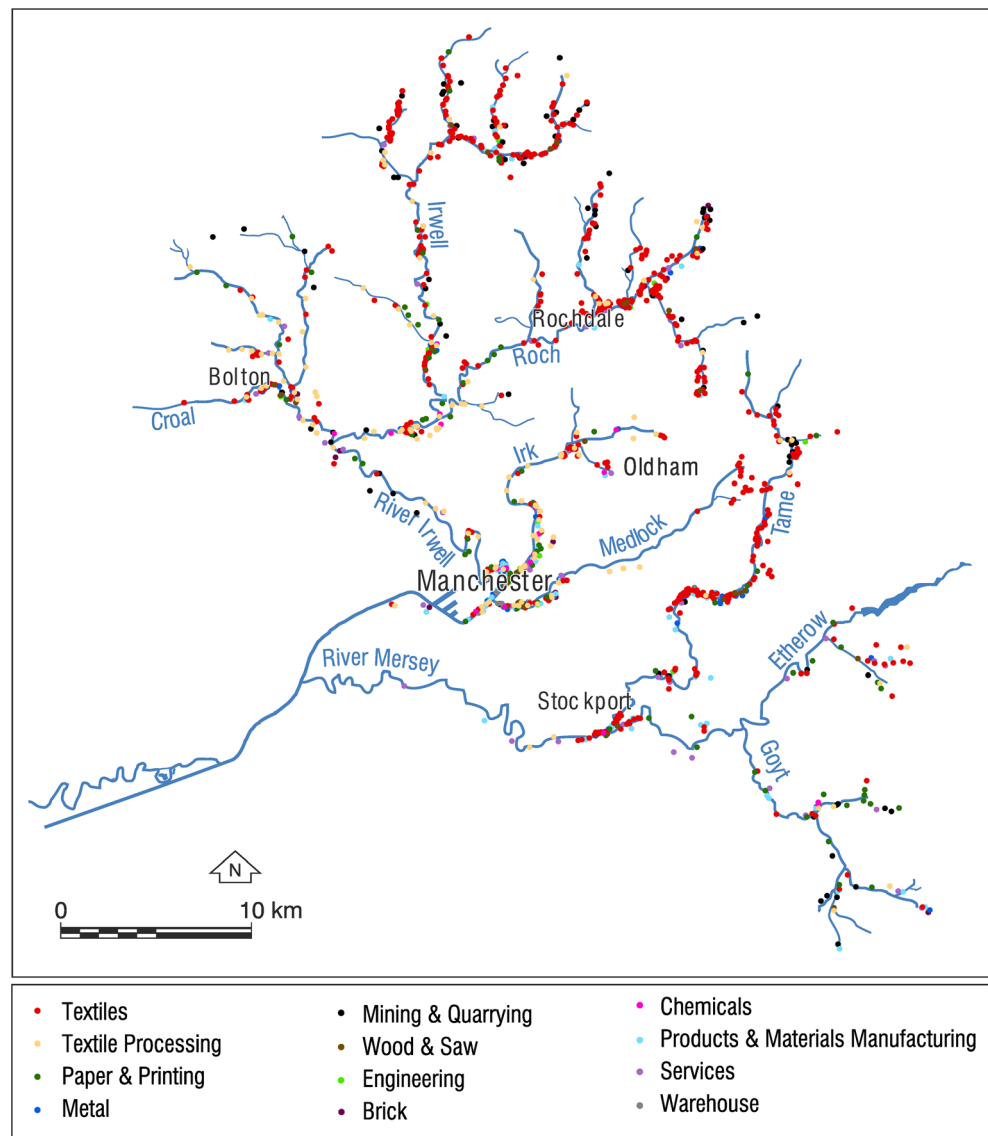 Irwell
Rochdale
Roch
Bolton
Croal
Irk
Oldham
River Irwell
Medlock
Tame
Manchester
Etherow
River Mersey
Stockport
Goyt
N
0 10 km
Textiles
Textile Processing
Paper & Printing
Metal
Mining & Quarrying
Wood & Saw
Engineering
Brick
Chemicals
Products & Materials Manufacturing
Services
Warehouse